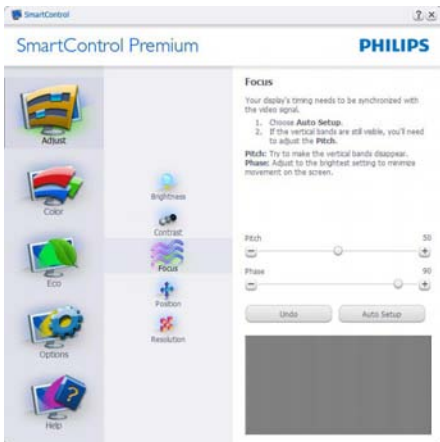 SmartControl
SmartControl Premium
PHILIPS
Adjust
Color
Eco
Options
Help
Brightness
Contrast
Focus
Position
Resolution
Focus
Your display's timing needs to be synchronized with
the video signal.
1. Choose Auto Setup.
2. If the vertical bands are still visible, you'll need
to adjust the Pitch.
Pitch: Try to make the vertical bands disappear.
Phase: Adjust to the brightest setting to minimize
movement on the screen.
Pitch 50
Phase 90
Undo Auto Setup